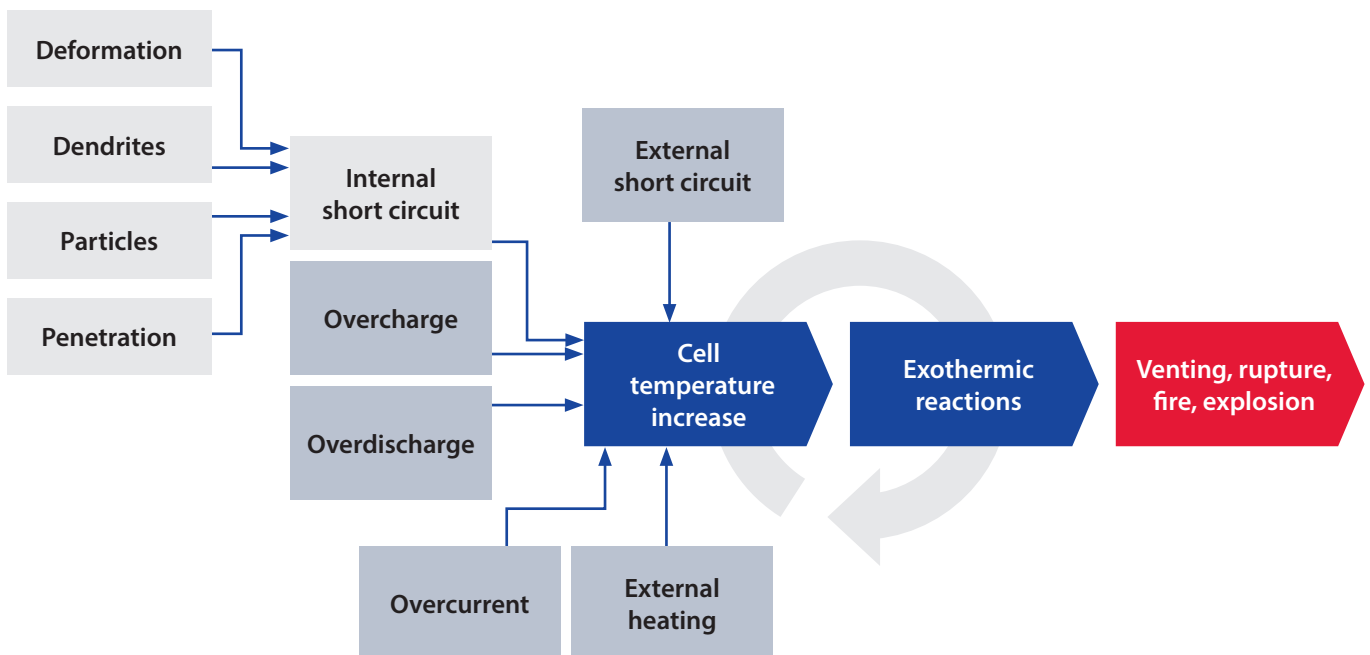 Deformation
Dendrites
Particles
Penetration
Internal
short circuit
Overcharge
Overdischarge
Overcurrent
External
heating
External
short circuit
Cell
temperature
increase
Exothermic
reactions
Venting, rupture,
fire, explosion